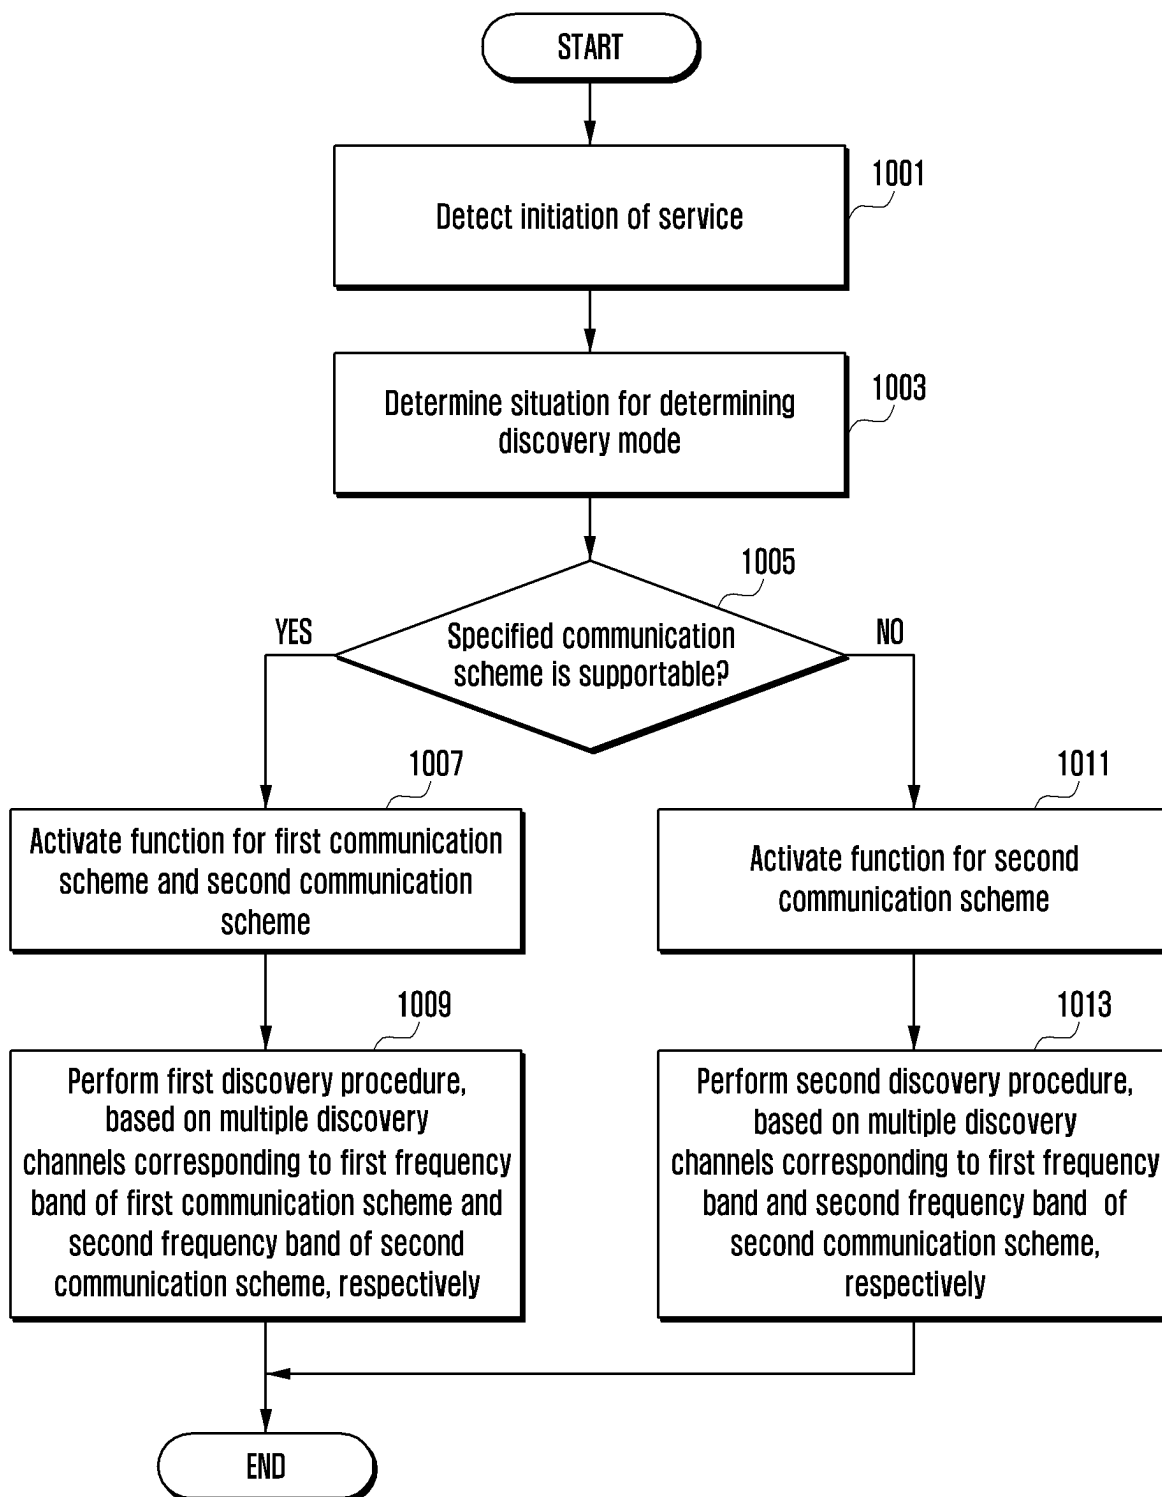 START
1001
Detect initiation of service
1003
Determine situation for determining
discovery mode
1005
YES
NO
Specified communication
scheme is supportable?
1007
Activate function for first communication
scheme and second communication
scheme
1011
Activate function for second
communication scheme
1009
Perform first discovery procedure,
based on multiple discovery
channels corresponding to first frequency
band of first communication scheme and
second frequency band of second
communication scheme, respectively
1013
Perform second discovery procedure,
based on multiple discovery
channels corresponding to first frequency
band and second frequency band of
second communication scheme,
respectively
END